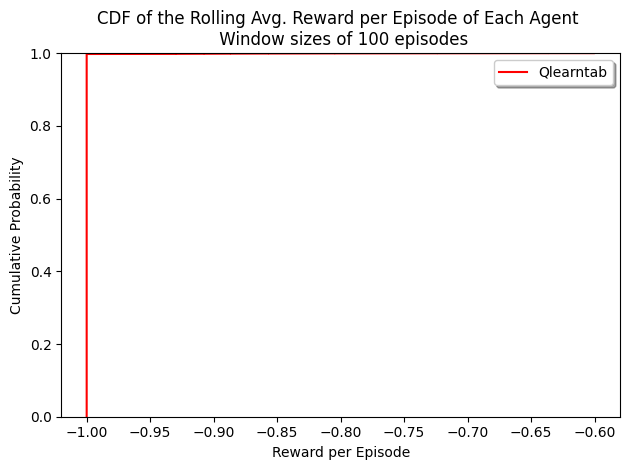 CDF of the Rolling Avg. Reward per Episode of Each Agent
Window sizes of 100 episodes
Qlearntab
Cumulative Probability
1.0
0.8
0.6
0.4
0.2
0.0
−1.00 −0.95 −0.90 −0.85 −0.80 −0.75 −0.70 −0.65 −0.60
Reward per Episode